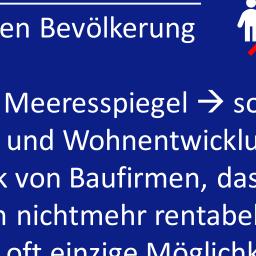 en Bevölkerung
Meeresspiegel → so
und Wohnentwicklu
k von Baufirmen, das
n nichtmehr rentabel
oft einzige Möglichk